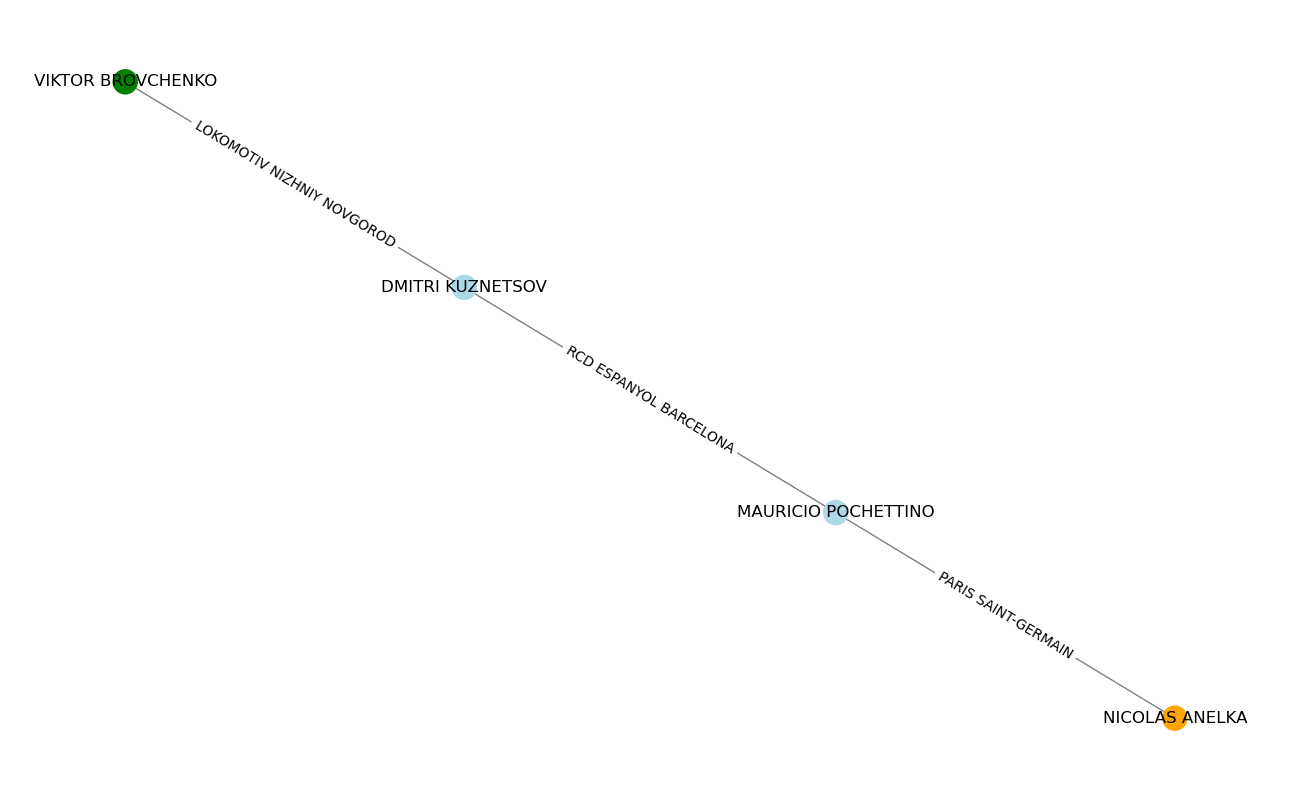 VIKTOR BROVCHENKO
LOKOMOTIV NIZHNIY NOVGOROD
DMITRI KUZNETSOV
RCD ESPANYOL BARCELONA
MAURICIO POCHETTINO
PARIS SAINT-GERMAIN
NICOLAS ANELKA